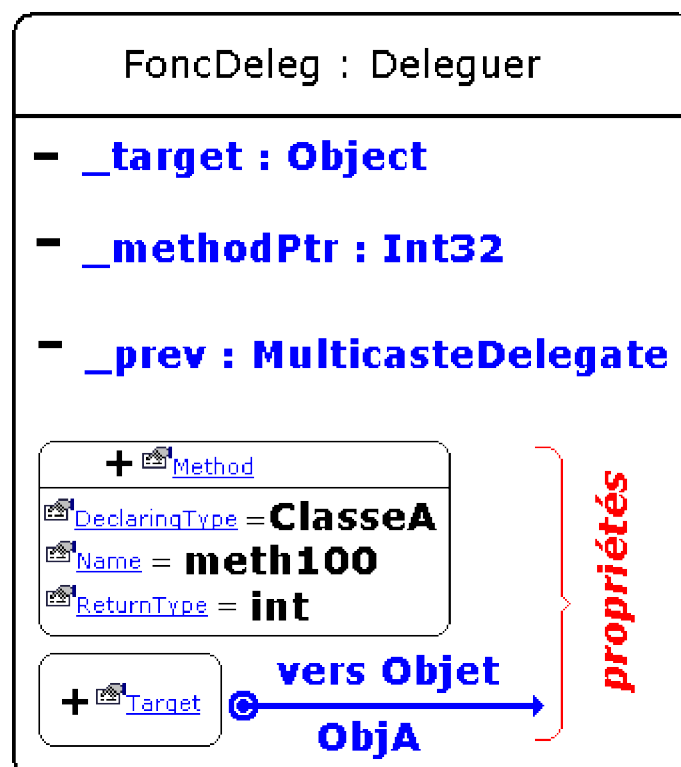 FoncDeleg : Deleguer
- _target : Object
- _methodPtr : Int32
- _prev : MulticasteDelegate
+ Method
DeclaringType = ClasseA
Name = meth100
ReturnType = int
propriétés
+ Target
vers Objet
ObjA